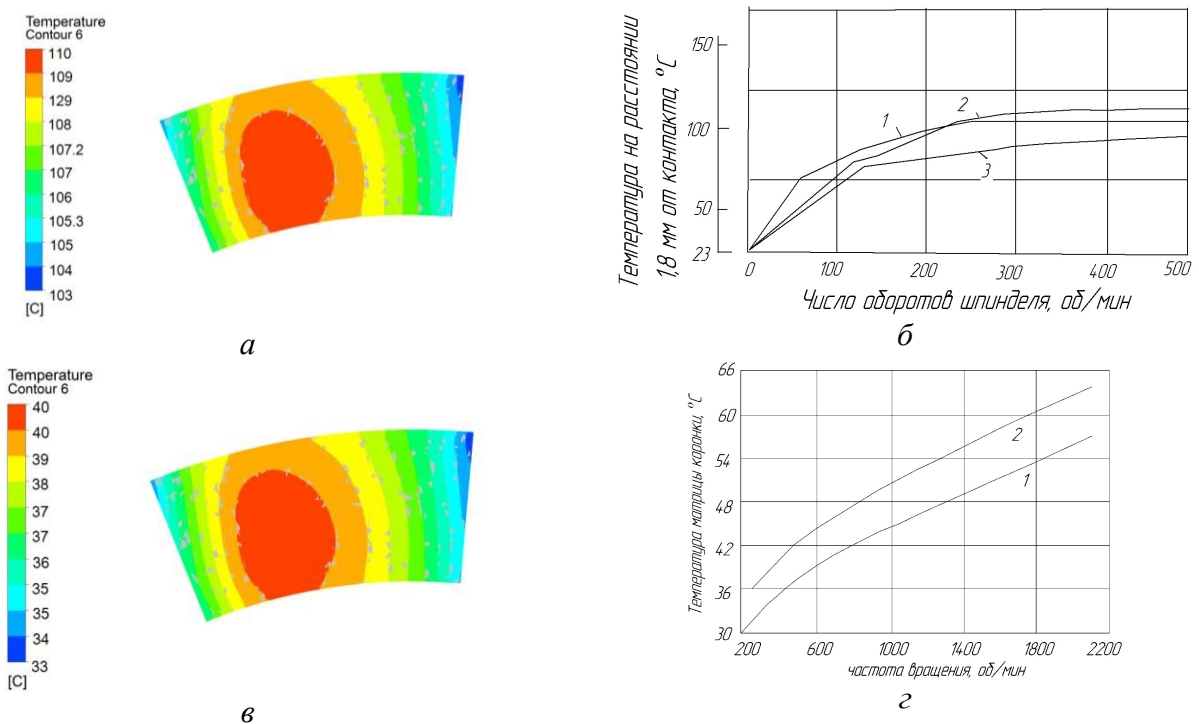 Temperature
Contour 6
110
109
129
108
107.2
107
106
105.3
105
104
103
[C]
а
Температура на расстоянии
1,8 мм от контакта, °С
150
100
50
23
1
2
3
0 100 200 300 400 500
Число оборотов шпинделя, об/мин
б
Temperature
Contour 6
40
40
39
38
37
37
36
35
35
34
33
[C]
в
Температура матрицы коронки, °С
66
60
54
48
42
36
30
2
1
200 600 1000 1400 1800 2200
частота вращения, об/мин
г